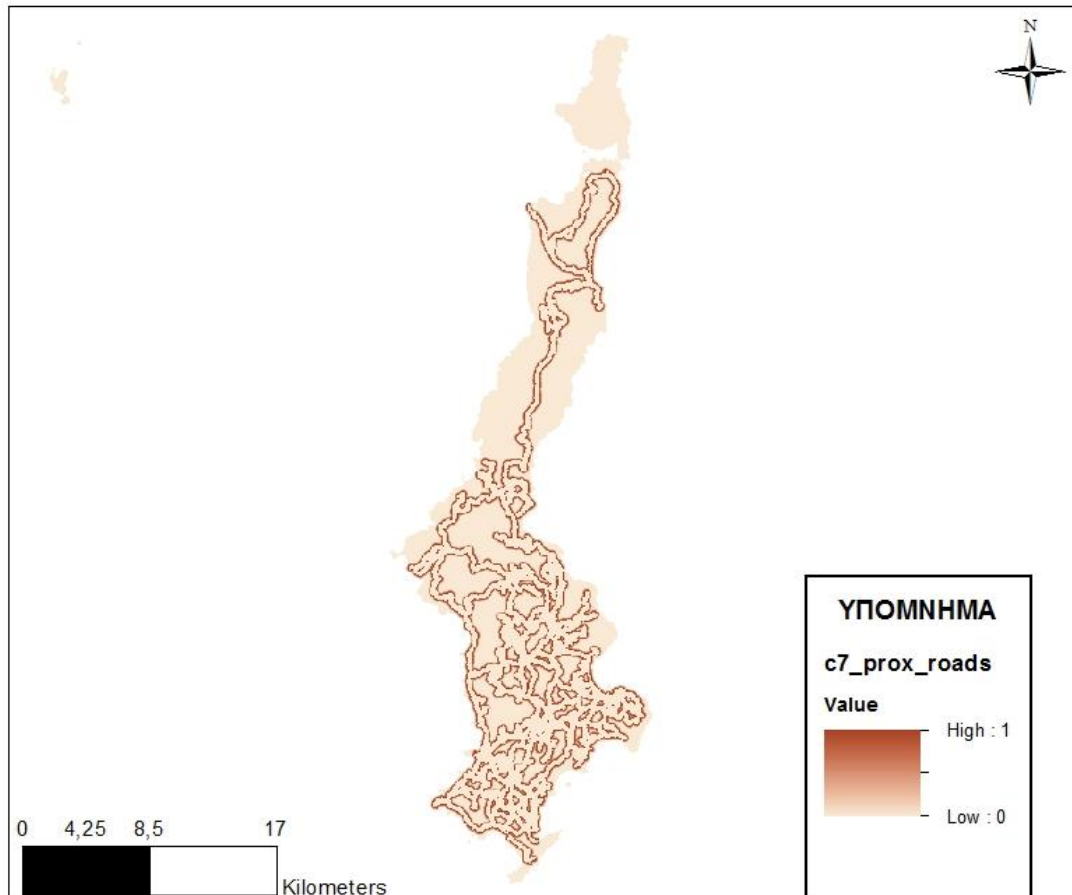 N
ΥΠΟΜΝΗΜΑ
c7_prox_roads
Value
High : 1
Low : 0
0 4,25 8,5 17
Kilometers